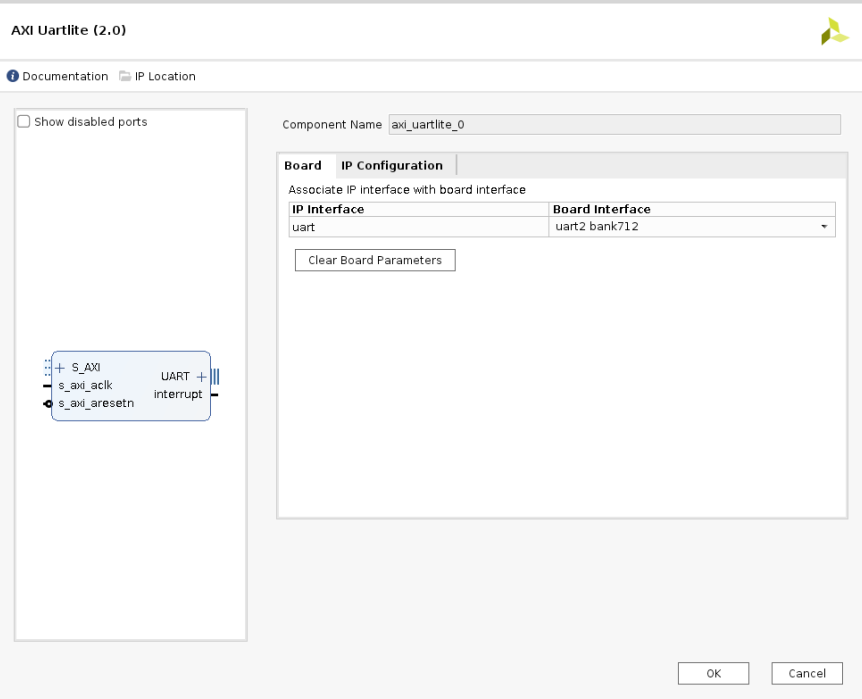 AXI Uartlite (2.0)
Documentation IP Location
Show disabled ports
S_AXI
s_axi_aclk
s_axi_aresetn
UART
interrupt
Component Name axi_uartlite_0
Board IP Configuration
Associate IP interface with board interface
IP Interface Board Interface
uart uart2 bank712
Clear Board Parameters
OK Cancel